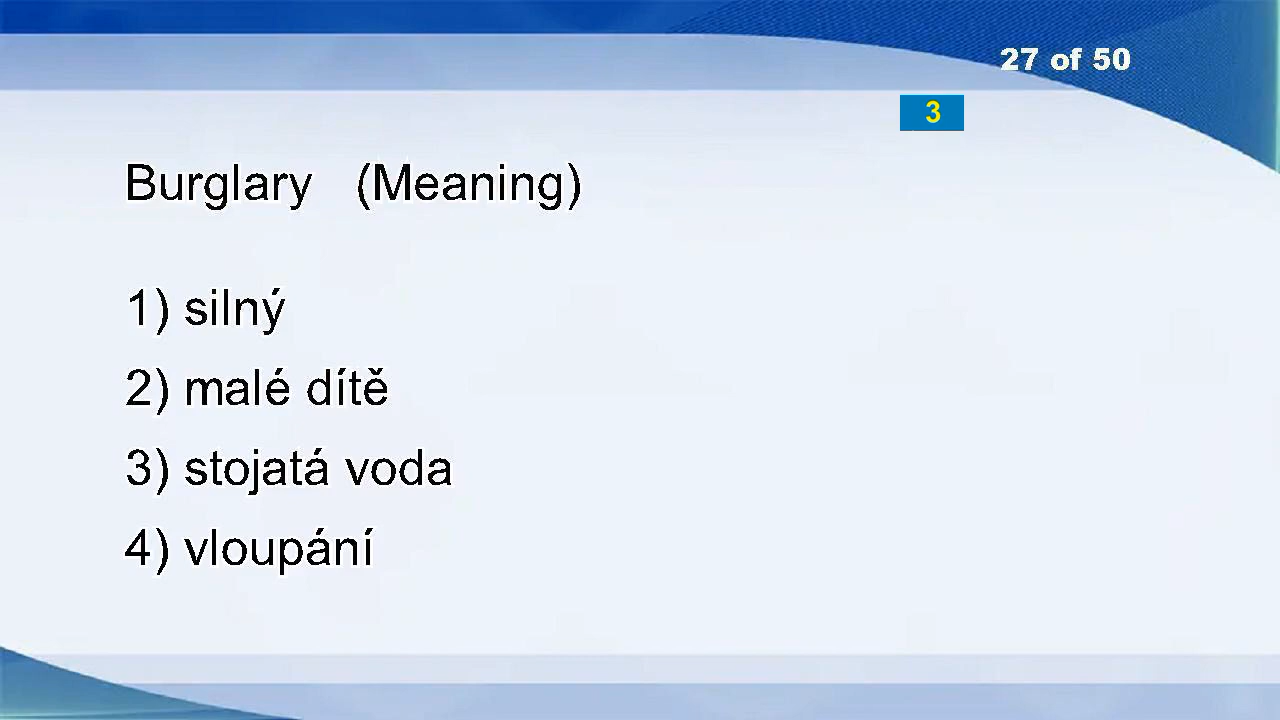 27 of 50
3
Burglary (Meaning)
1) silný
2) malé dítě
3) stojatá voda
4) vloupání